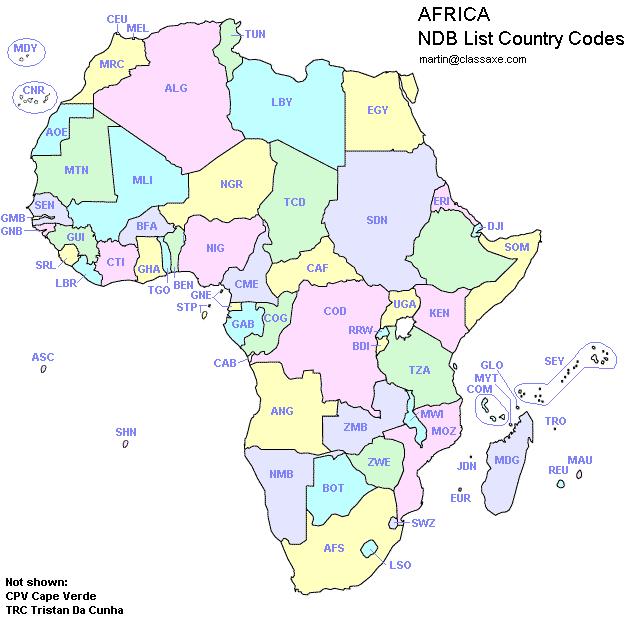 AFRICA
NDB List Country Codes
martin@classaxe.com
CEU
MEL
TUN
MDY
MRC
CNR
ALG
LBY
EGY
AOE
MTN
MLI
NGR
TCD
SDN
ERI
DJI
SEN
GMB
GNB
GUI
BFA
SOM
SRL
LBR
CTI
GHA
TGO
BEN
NIG
CME
CAF
GNE
STP
GAB
COG
COD
UGA
KEN
RRW
BDI
ASC
CAB
TZA
GLO
MYT
COM
SEY
ANG
ZMB
MWI
MOZ
TRO
SHN
NMB
BOT
ZWE
JDN
MDG
REU
MAU
EUR
SWZ
AFS
LSO
Not shown:
CPV Cape Verde
TRC Tristan Da Cunha